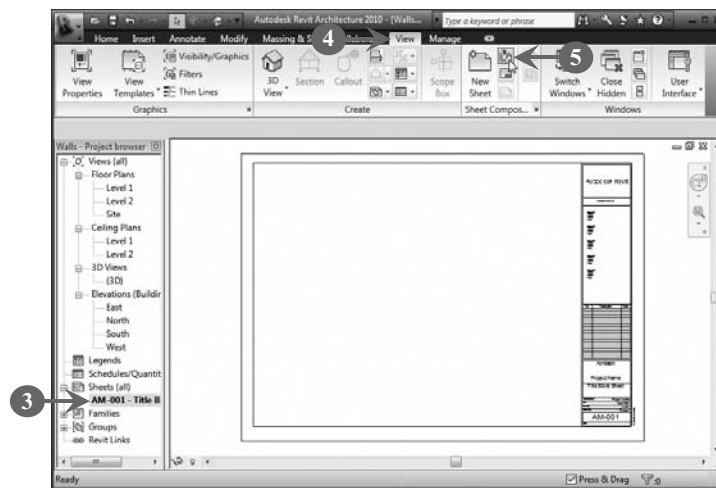 Autodesk Revit Architecture 2010 - [Walls...
Type a keyword or phrase
Home Insert Annotate Modify Massing & S View Manage
4
5
View Properties
View Templates
Visibility/Graphics
Filters
Thin Lines
3D View
Section
Callout
Scope Box
New Sheet
Switch Windows
Close Hidden
User Interface
Graphics
Create
Sheet Compos...
Windows
Walls - Project browser
Views (all)
Floor Plans
Level 1
Level 2
Site
Ceiling Plans
Level 1
Level 2
3D Views
{3D}
Elevations (Buildin
East
North
South
West
Legends
Schedules/Quantit
Sheets (all)
3
AM-001 - Title B
Families
Groups
Revit Links
Project Name
AM-001
Ready
Press & Drag
:0